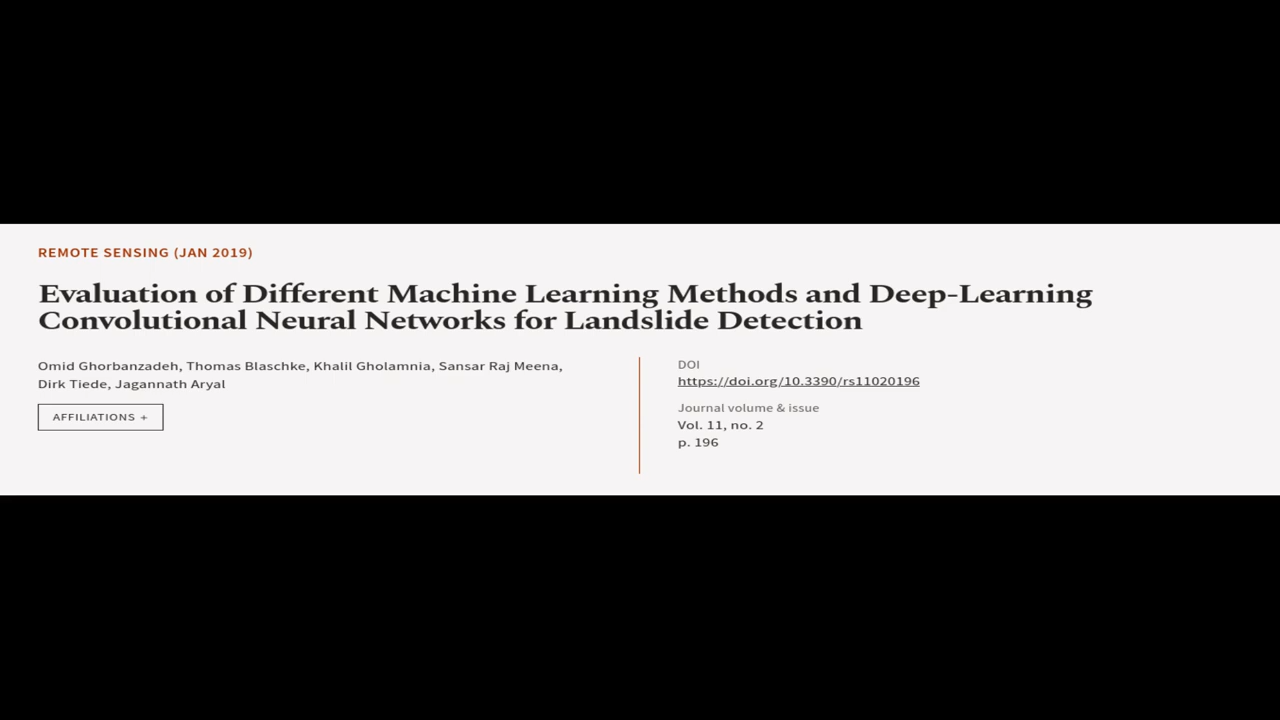 REMOTE SENSING (JAN 2019)
Evaluation of Different Machine Learning Methods and Deep-Learning
Convolutional Neural Networks for Landslide Detection
Omid Ghorbanzadeh, Thomas Blaschke, Khalil Gholamnia, Sansar Raj Meena,
Dirk Tiede, Jagannath Aryal
AFFILIATIONS +
DOI
https://doi.org/10.3390/rs11020196
Journal volume & issue
Vol. 11, no. 2
p. 196